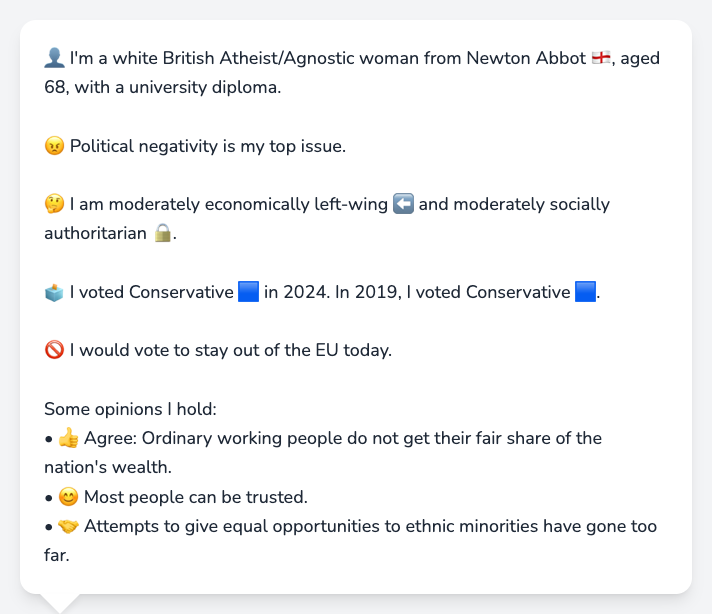 👤 I'm a white British Atheist/Agnostic woman from Newton Abbot 🏴󠁧󠁢󠁥󠁮󠁧󠁿, aged
68, with a university diploma.
😠 Political negativity is my top issue.
🤔 I am moderately economically left-wing ⬅️ and moderately socially
authoritarian 🔒.
🗳️ I voted Conservative 🟦 in 2024. In 2019, I voted Conservative 🟦.
🚫 I would vote to stay out of the EU today.
Some opinions I hold:
• 👍 Agree: Ordinary working people do not get their fair share of the
nation's wealth.
• 😊 Most people can be trusted.
• 🤝 Attempts to give equal opportunities to ethnic minorities have gone too
far.